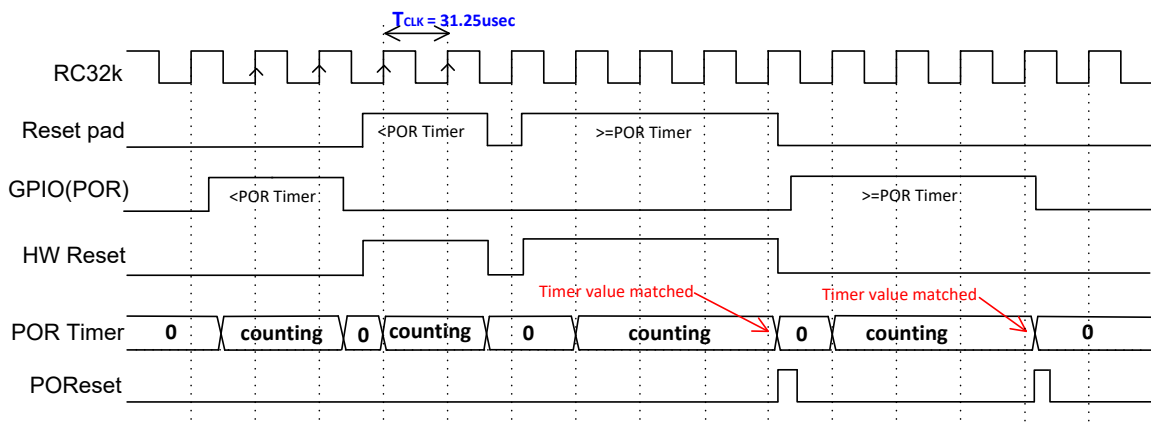 TCLK = 31.25usec
RC32k
Reset pad
<POR Timer
>=POR Timer
GPIO(POR)
<POR Timer
>=POR Timer
HW Reset
Timer value matched
Timer value matched
POR Timer
0
counting
0
counting
0
counting
0
counting
0
POReset